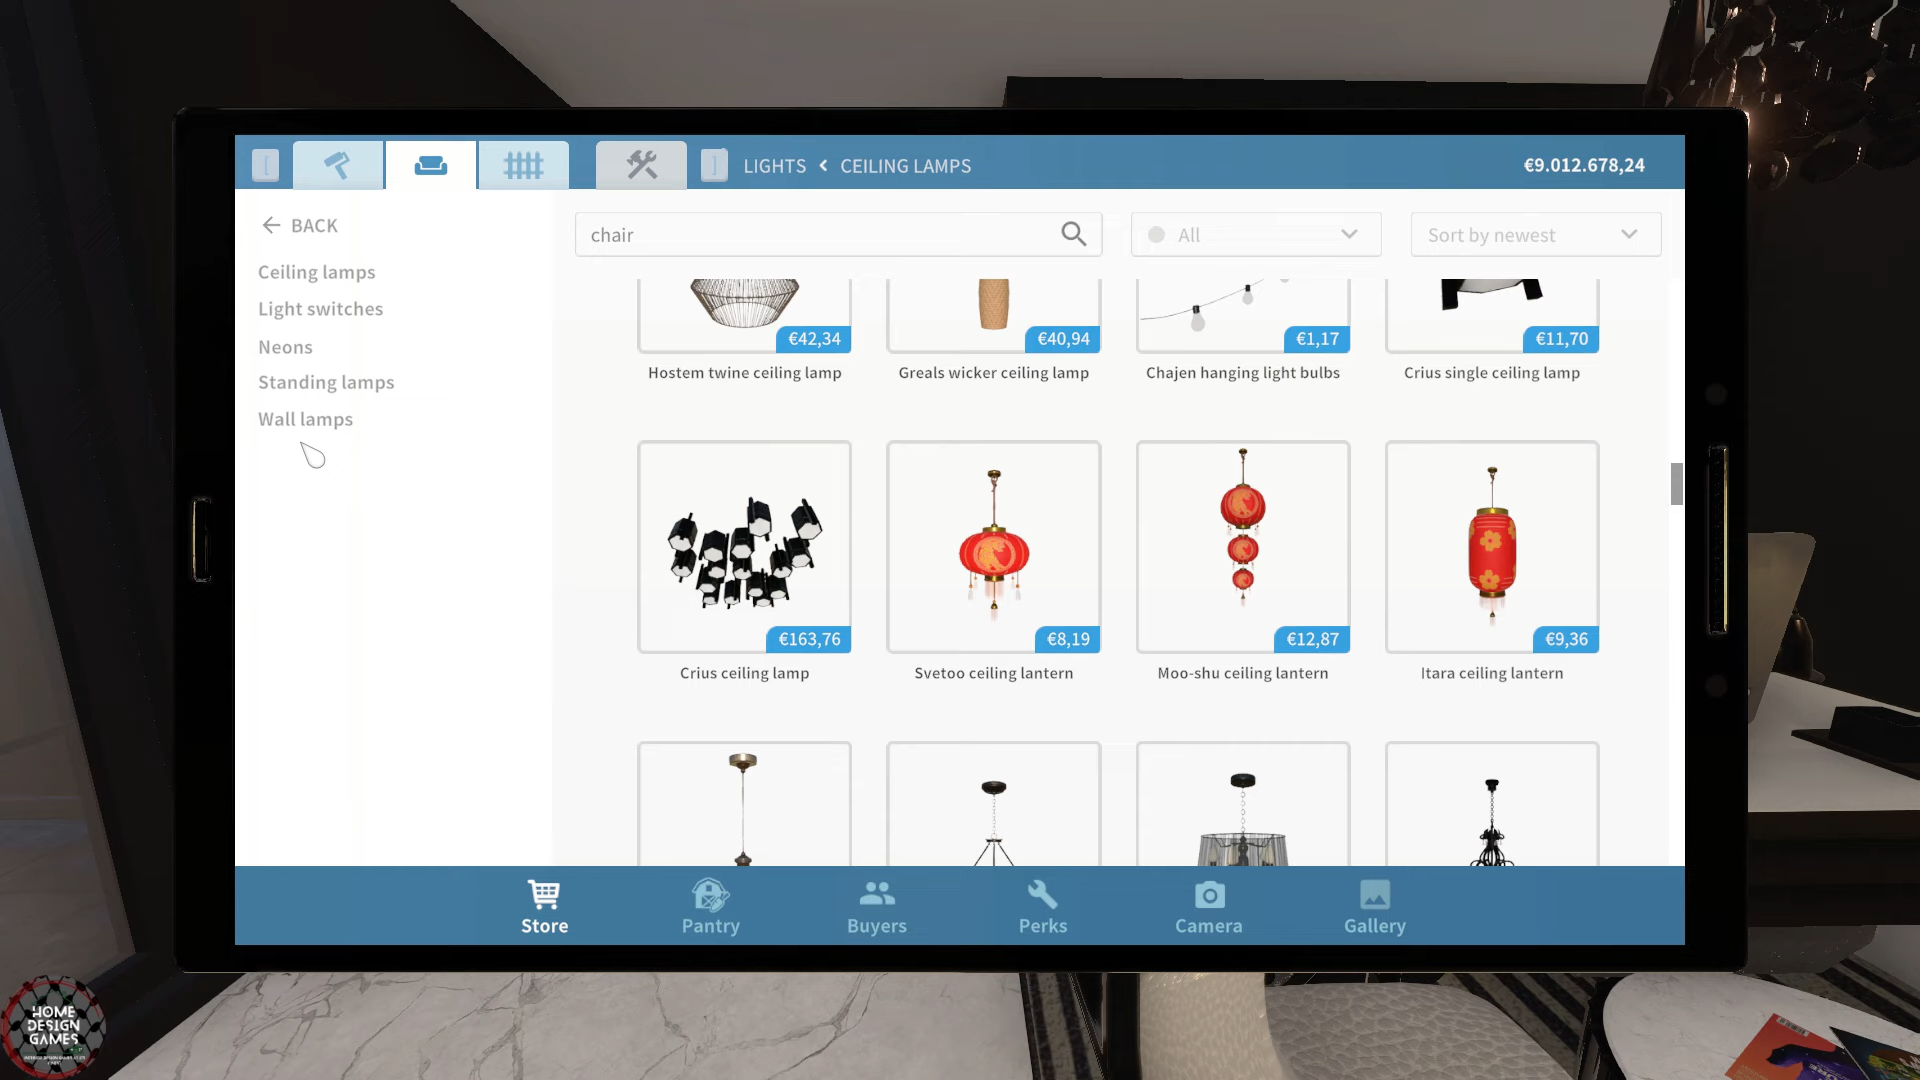 [
]
LIGHTS < CEILING LAMPS
€9.012.678,24
BACK
chair
All
Sort by newest
Ceiling lamps
Light switches
Neons
Standing lamps
Wall lamps
€42,34
€40,94
€1,17
€11,70
Hostem twine ceiling lamp
Greals wicker ceiling lamp
Chajen hanging light bulbs
Crius single ceiling lamp
€163,76
€8,19
€12,87
€9,36
Crius ceiling lamp
Svetoo ceiling lantern
Moo-shu ceiling lantern
Itara ceiling lantern
Store
Pantry
Buyers
Perks
Camera
Gallery
HOME
DESIGN
GAMES